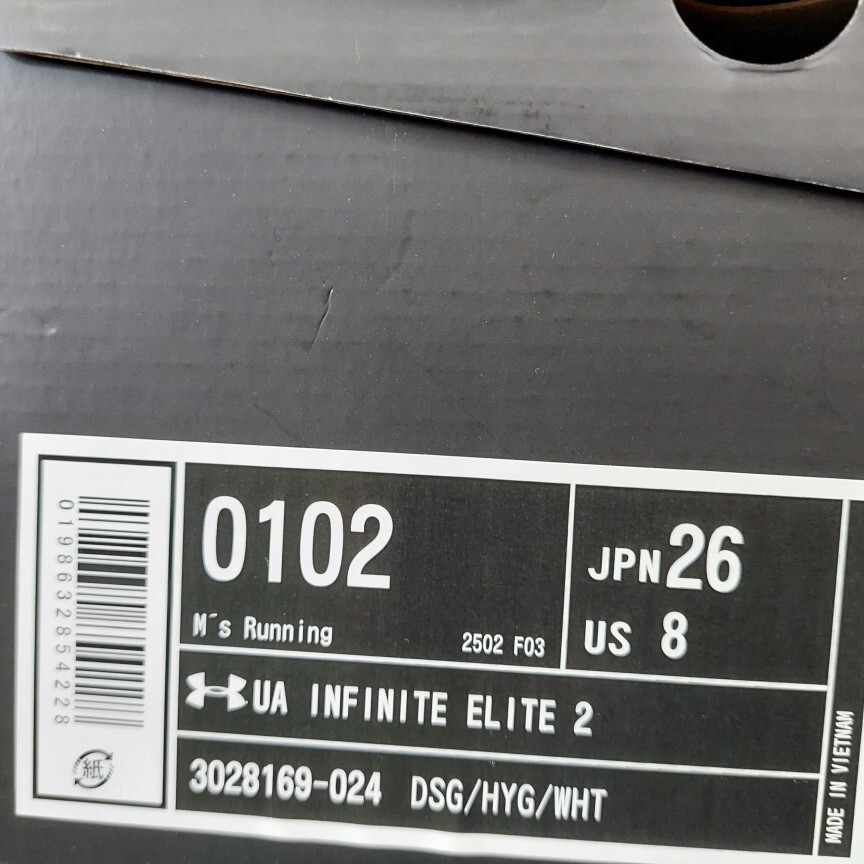 0198632854228
紙
0102
M's Running
2502 F03
JPN 26
US 8
UA INFINITE ELITE 2
3028169-024 DSG/HYG/WHT
MADE IN VIETNAM